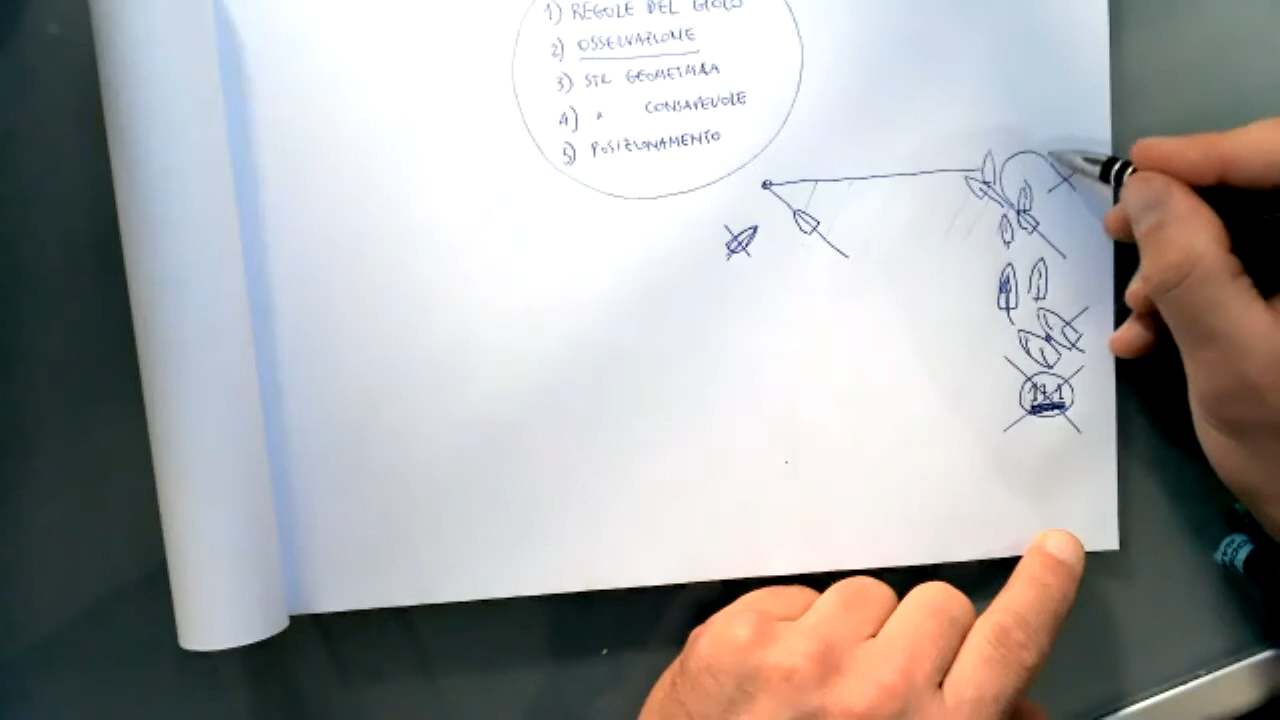 1) REGOLE DEL GIOCO
2) OSSERVAZIONE
3) STR GEOMETRICA
4) " CONSAPEVOLE
5) POSIZIONAMENTO